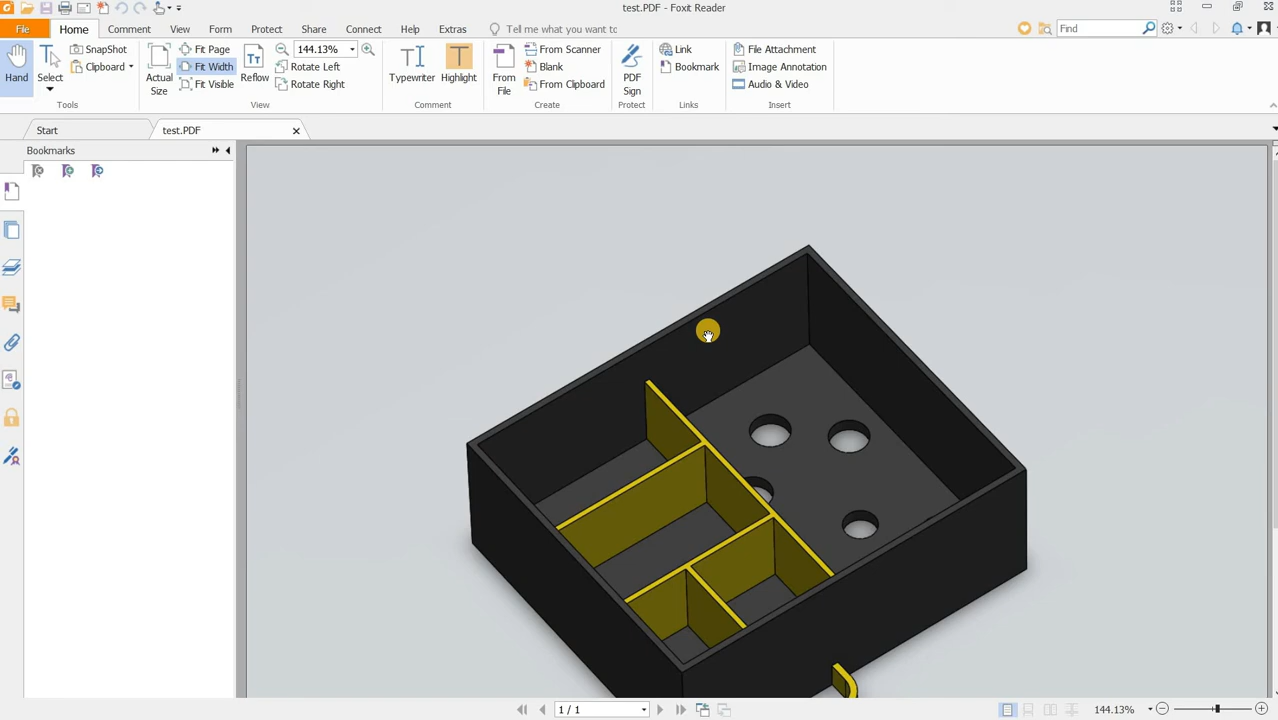 test.PDF - Foxit Reader
File Home Comment View Form Protect Share Connect Help Extras Tell me what you want to Find
Hand Select SnapShot Clipboard
Tools
Actual Size Fit Page Fit Width Fit Visible Reflow 144.13% Rotate Left Rotate Right
View
Typewriter Highlight
Comment
From File From Scanner Blank From Clipboard
Create
PDF Sign
Protect
Link Bookmark
Links
File Attachment Image Annotation Audio & Video
Insert
Start test.PDF
Bookmarks
1 / 1 144.13%